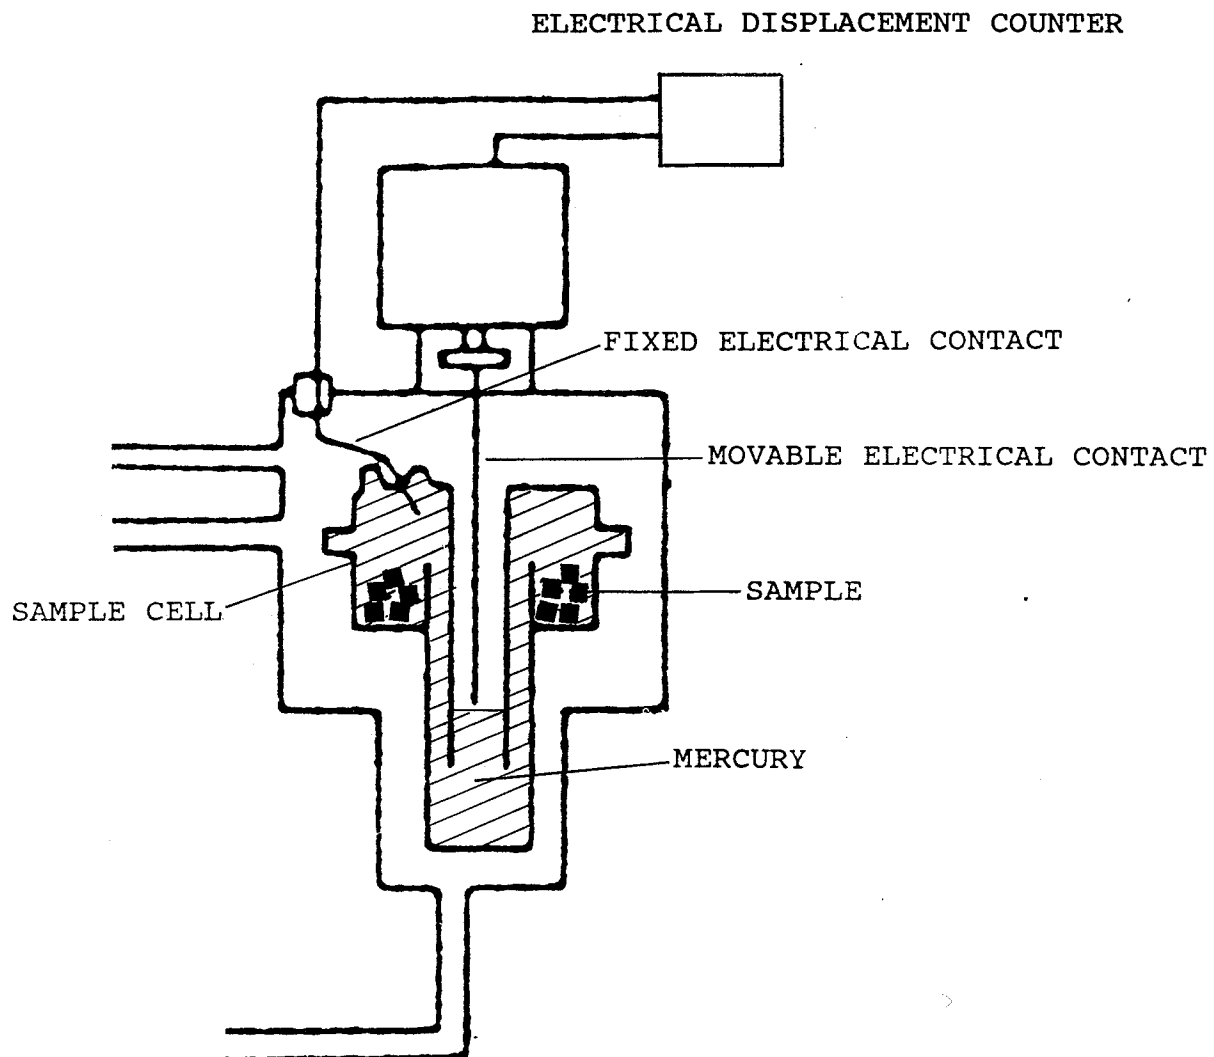 ELECTRICAL DISPLACEMENT COUNTER
FIXED ELECTRICAL CONTACT
MOVABLE ELECTRICAL CONTACT
SAMPLE
SAMPLE CELL
MERCURY